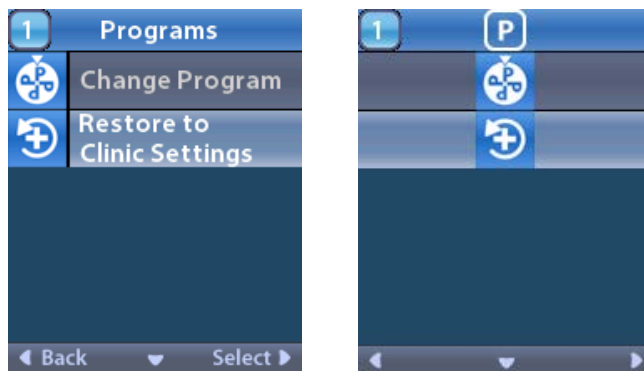 1 Programs
Change Program
Restore to
Clinic Settings
Back Select
1 P